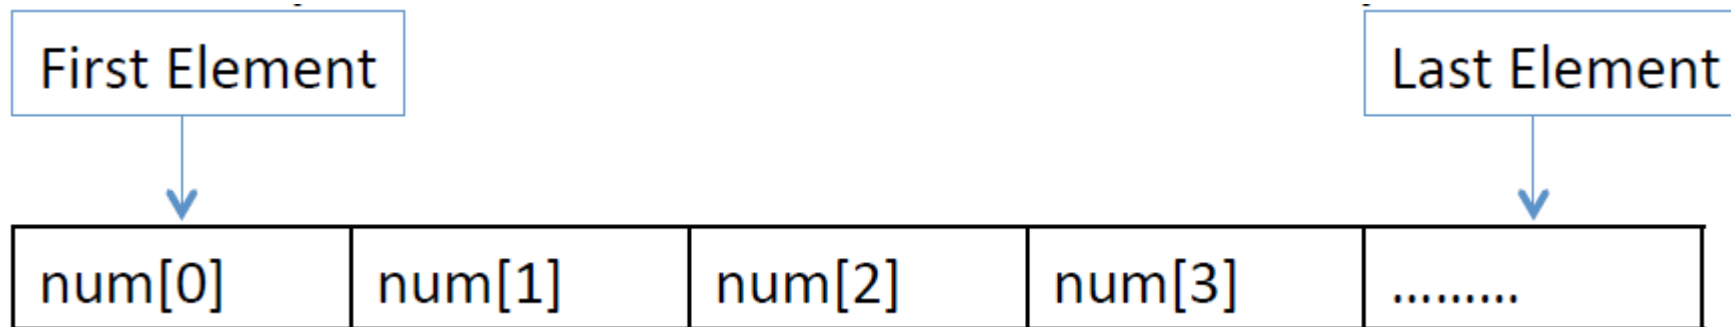 First Element
Last Element
num[0]
num[1]
num[2]
num[3]
.........